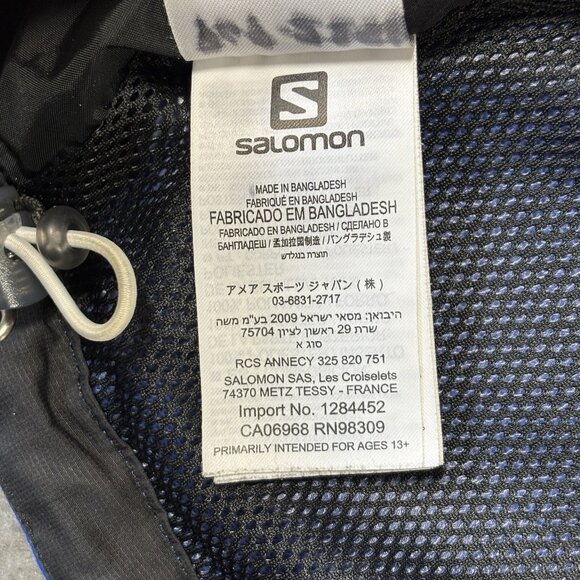 S
SALOMON
MADE IN BANGLADESH
FABRIQUÉ EN BANGLADESH
FABRICADO EM BANGLADESH
FABRICADO EN BANGLADESH / СДЕЛАНО В
БАНГЛАДЕШ / 孟加拉国制造 / バングラデシュ製
תוצרת בנגלדש
アメア スポーツ ジャパン (株)
03-6831-2717
היבואן: מסאי ישראל 2009 בע"מ משה
שרת 29 ראשון לציון 75704
סוג א
RCS ANNECY 325 820 751
SALOMON SAS, Les Croiselets
74370 METZ TESSY - FRANCE
Import No. 1284452
CA06968 RN98309
PRIMARILY INTENDED FOR AGES 13+